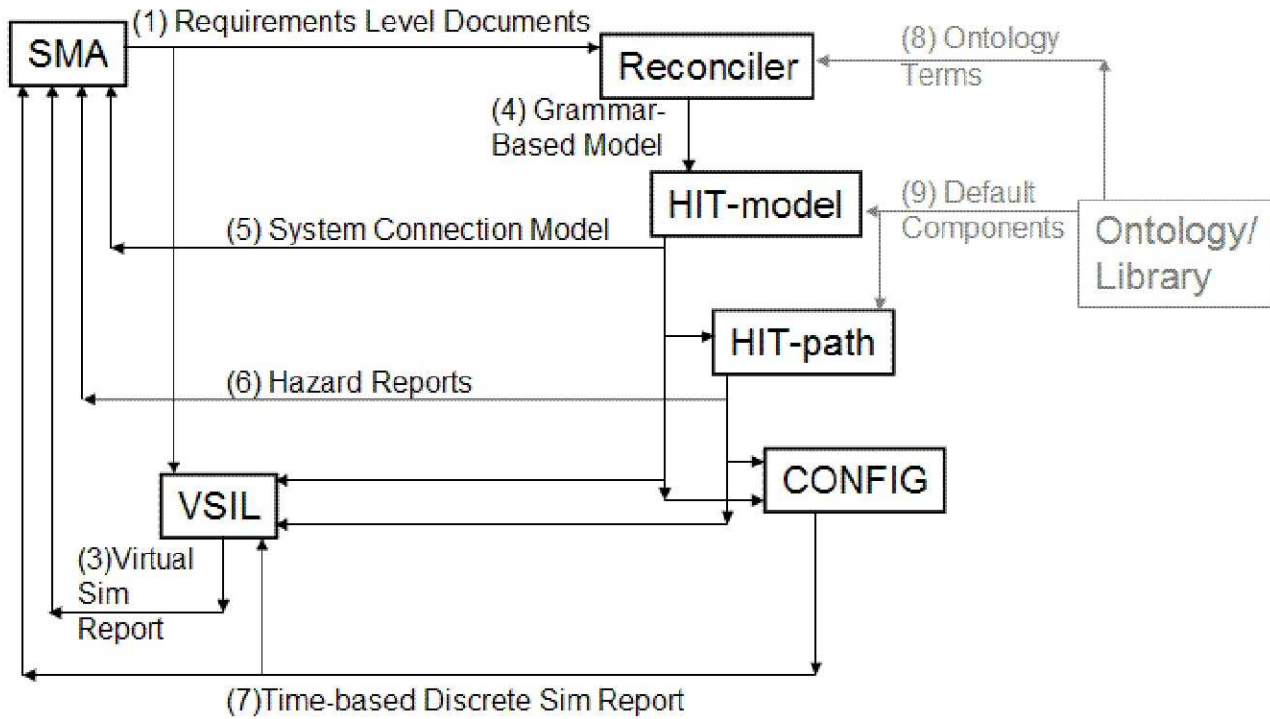 (1) Requirements Level Documents
SMA
Reconciler
(8) Ontology
Terms
(4) Grammar-
Based Model
HIT-model
(9) Default
Components
Ontology/
Library
(5) System Connection Model
HIT-path
(6) Hazard Reports
CONFIG
VSIL
(3)Virtual
Sim
Report
(7)Time-based Discrete Sim Report